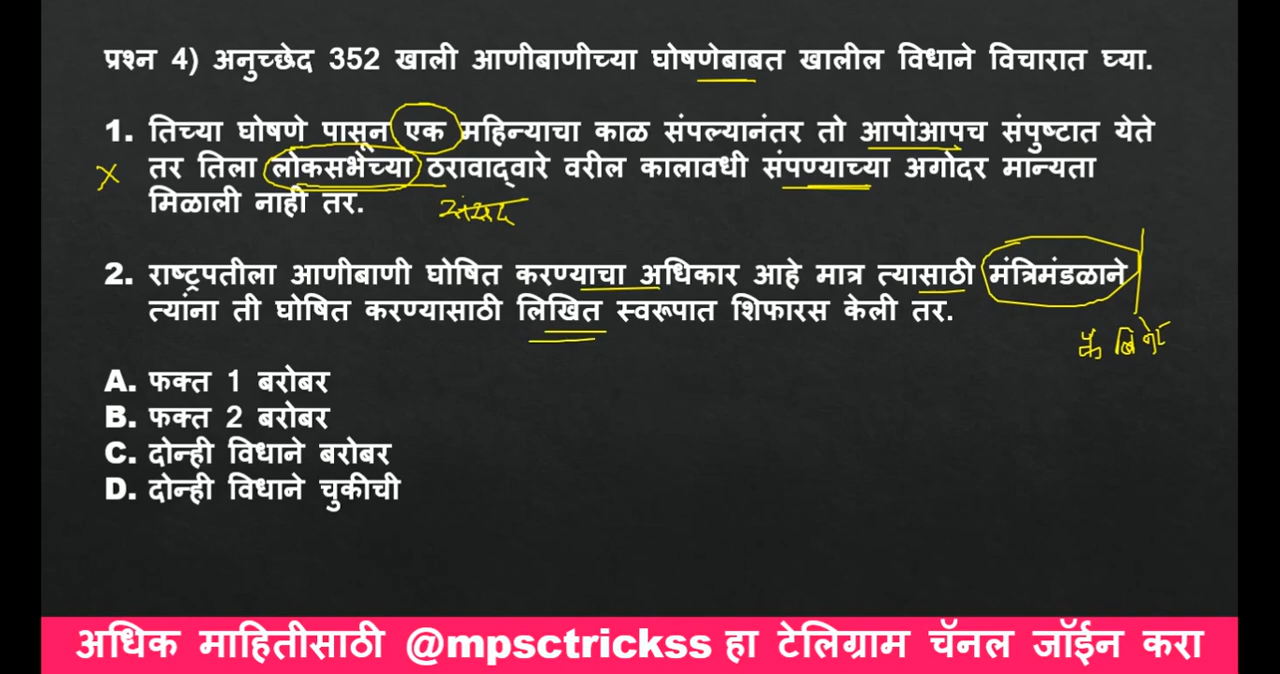 प्रश्न 4) अनुच्छेद 352 खाली आणीबाणीच्या घोषणेबाबत खालील विधाने विचारात घ्या.
1. तिच्या घोषणे पासून एक महिन्याचा काळ संपल्यानंतर तो आपोआपच संपुष्टात येते
x तर तिला लोकसभेच्या ठरावाद्वारे वरील कालावधी संपण्याच्या अगोदर मान्यता
मिळाली नाही तर.
संसद
2. राष्ट्रपतीला आणीबाणी घोषित करण्याचा अधिकार आहे मात्र त्यासाठी मंत्रिमंडळाने
त्यांना ती घोषित करण्यासाठी लिखित स्वरूपात शिफारस केली तर.
कॅबिनेट
A. फक्त 1 बरोबर
B. फक्त 2 बरोबर
C. दोन्ही विधाने बरोबर
D. दोन्ही विधाने चुकीची
अधिक माहितीसाठी @mpsctrickss हा टेलिग्राम चॅनल जॉईन करा